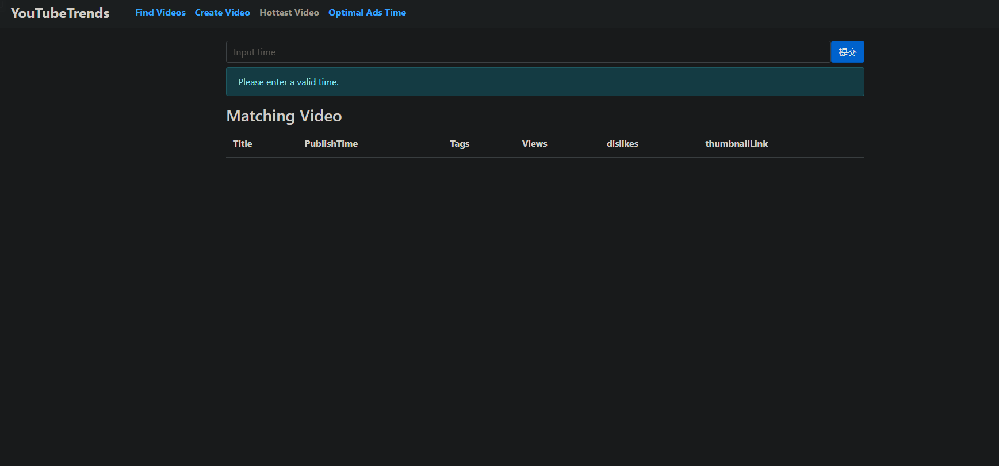 YouTubeTrends Find Videos Create Video Hottest Video Optimal Ads Time
Input time 提交
Please enter a valid time.
Matching Video
Title PublishTime Tags Views dislikes thumbnailLink